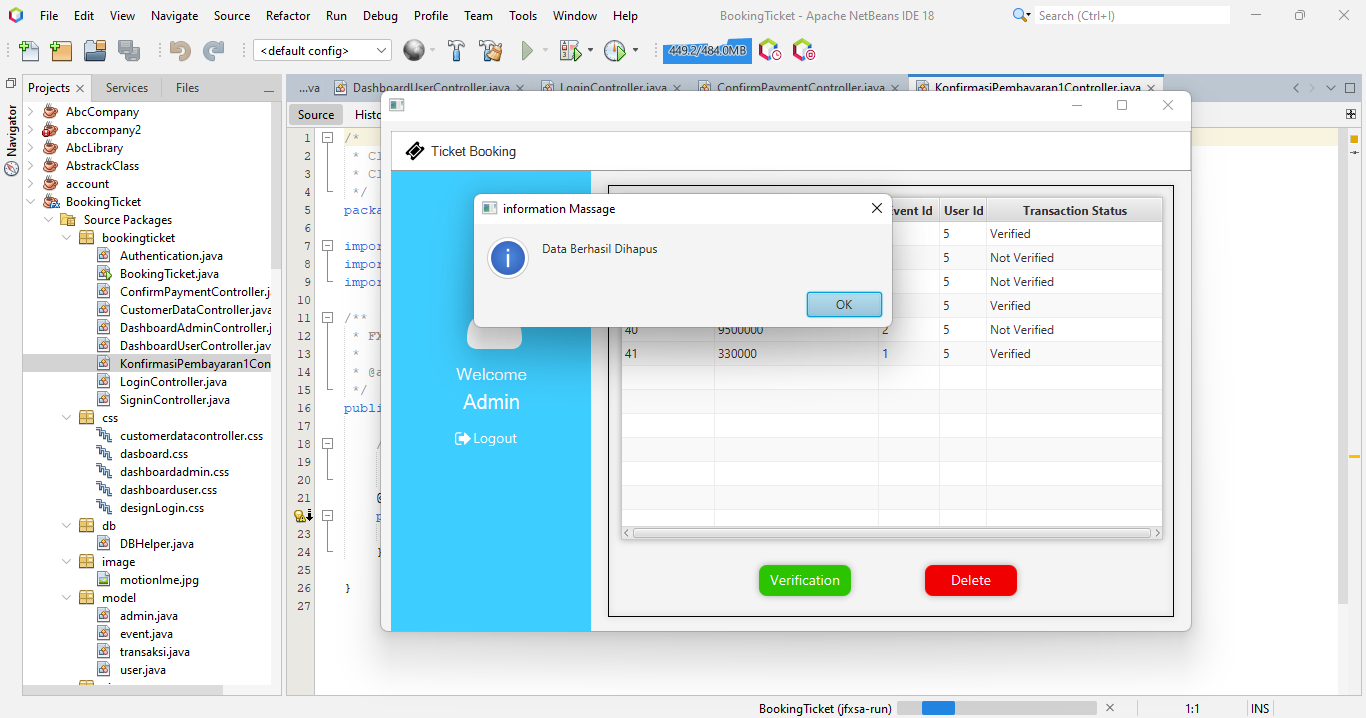 File Edit View Navigate Source Refactor Run Debug Profile Team Tools Window Help
BookingTicket - Apache NetBeans IDE 18
Search (Ctrl+I)
<default config>
449.2/484.0MB
Projects
Services
Files
...va
DashboardUserController.java
LoginController.java
ConfirmPaymentController.java
KonfirmasiPembayaran1Controller.java
Navigator
AbcCompany
abccompany2
AbcLibrary
AbstrackClass
account
BookingTicket
Source Packages
bookingticket
Authentication.java
BookingTicket.java
ConfirmPaymentController.j
CustomerDataController.java
DashboardAdminController.j
DashboardUserController.jav
KonfirmasiPembayaran1Con
LoginController.java
SigninController.java
css
customerdatacontroller.css
dasboard.css
dashboardadmin.css
dashboarduser.css
designLogin.css
db
DBHelper.java
image
motionIme.jpg
model
admin.java
event.java
transaksi.java
user.java
Source
Histo
1 /*
2 * Cl
3 * Cl
4 */
5 packa
6
7 impor
8 impor
9 impor
10
11 /**
12 * FX
13 *
14 * @a
15 */
16 publi
17
18 /
19
20
21 @
p
23
24 }
25
26 }
27
Ticket Booking
Welcome
Admin
Logout
information Massage
Data Berhasil Dihapus
OK
vent Id User Id Transaction Status
5 Verified
5 Not Verified
5 Not Verified
5 Verified
40 9500000 2 5 Not Verified
41 330000 1 5 Verified
Verification
Delete
BookingTicket (jfxsa-run)
1:1
INS